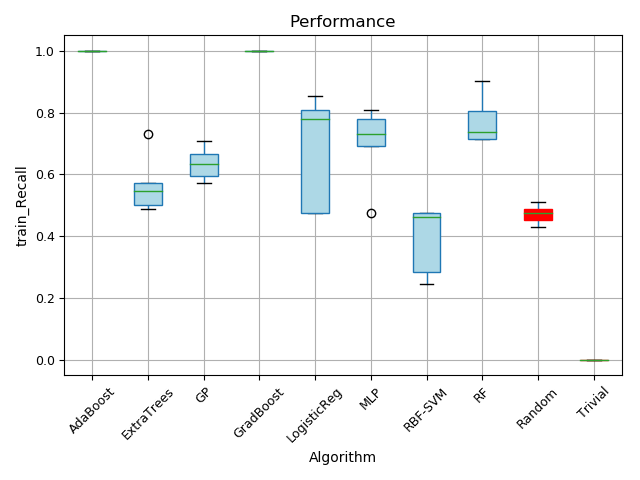 Performance
train_Recall
1.0
0.8
0.6
0.4
0.2
0.0
AdaBoost
ExtraTrees
GP
GradBoost
LogisticReg
MLP
RBF-SVM
RF
Random
Trivial
Algorithm